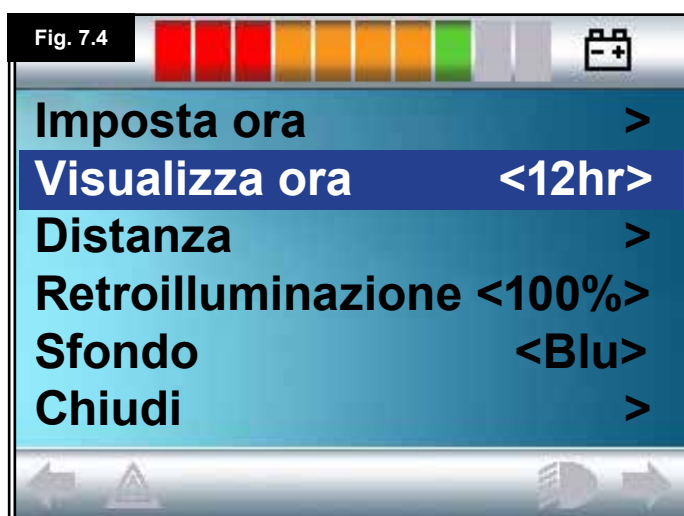 Fig. 7.4
Imposta ora >
Visualizza ora <12hr>
Distanza >
Retroilluminazione <100%>
Sfondo <Blu>
Chiudi >